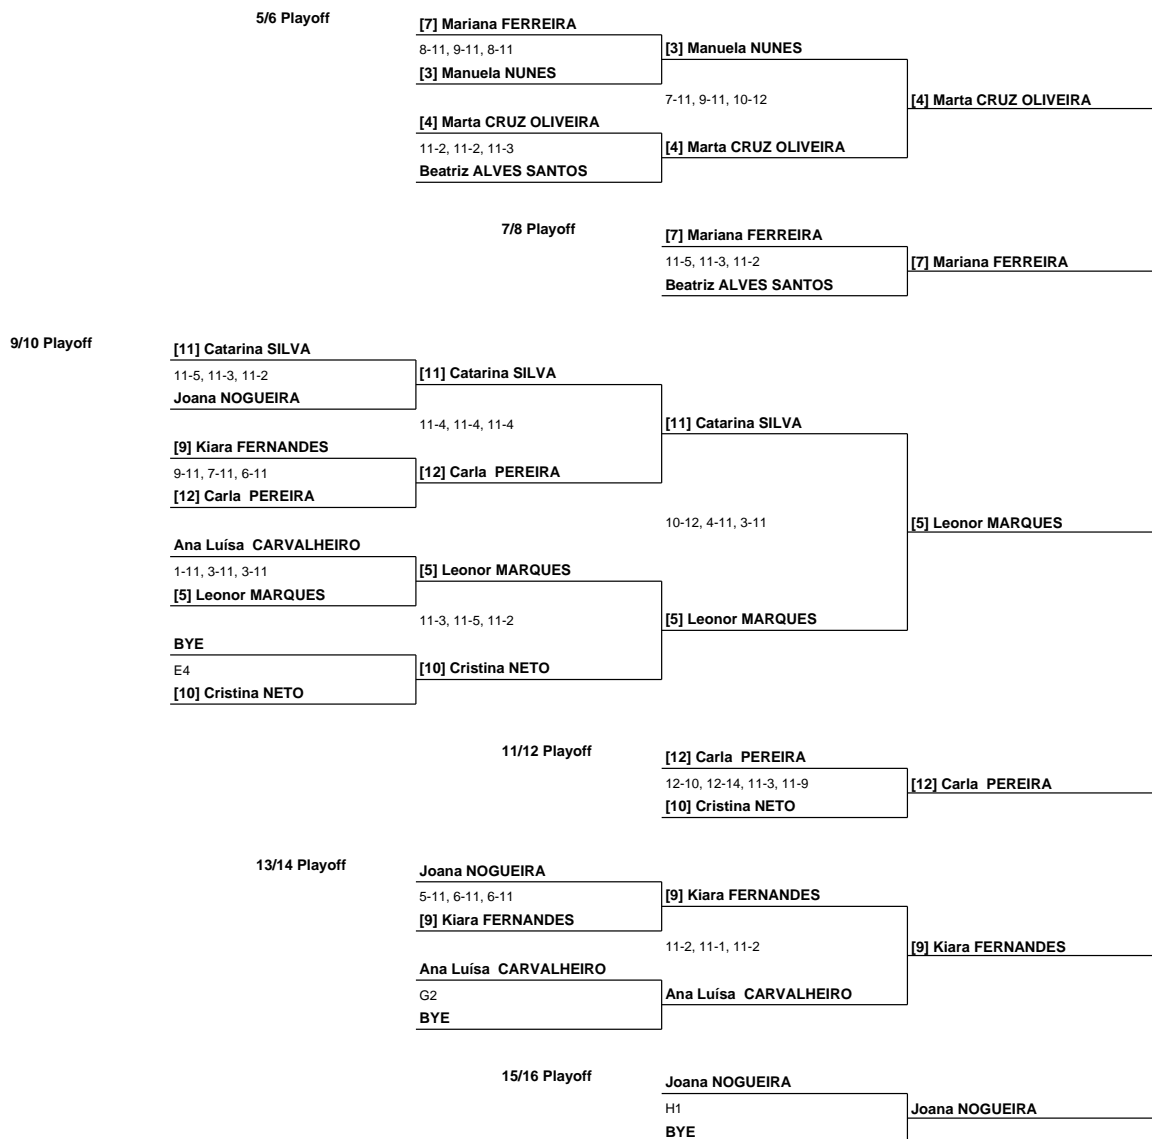 5/6 Playoff
[7] Mariana FERREIRA
8-11, 9-11, 8-11
[3] Manuela NUNES
[3] Manuela NUNES
7-11, 9-11, 10-12
[4] Marta CRUZ OLIVEIRA
[4] Marta CRUZ OLIVEIRA
11-2, 11-2, 11-3
[4] Marta CRUZ OLIVEIRA
Beatriz ALVES SANTOS
7/8 Playoff
[7] Mariana FERREIRA
11-5, 11-3, 11-2
[7] Mariana FERREIRA
Beatriz ALVES SANTOS
9/10 Playoff
[11] Catarina SILVA
11-5, 11-3, 11-2
[11] Catarina SILVA
Joana NOGUEIRA
11-4, 11-4, 11-4
[11] Catarina SILVA
[9] Kiara FERNANDES
9-11, 7-11, 6-11
[12] Carla PEREIRA
[12] Carla PEREIRA
10-12, 4-11, 3-11
[5] Leonor MARQUES
Ana Luísa CARVALHEIRO
1-11, 3-11, 3-11
[5] Leonor MARQUES
[5] Leonor MARQUES
11-3, 11-5, 11-2
[5] Leonor MARQUES
BYE
E4
[10] Cristina NETO
[10] Cristina NETO
11/12 Playoff
[12] Carla PEREIRA
12-10, 12-14, 11-3, 11-9
[12] Carla PEREIRA
[10] Cristina NETO
13/14 Playoff
Joana NOGUEIRA
5-11, 6-11, 6-11
[9] Kiara FERNANDES
[9] Kiara FERNANDES
11-2, 11-1, 11-2
[9] Kiara FERNANDES
Ana Luísa CARVALHEIRO
G2
Ana Luísa CARVALHEIRO
BYE
15/16 Playoff
Joana NOGUEIRA
H1
Joana NOGUEIRA
BYE